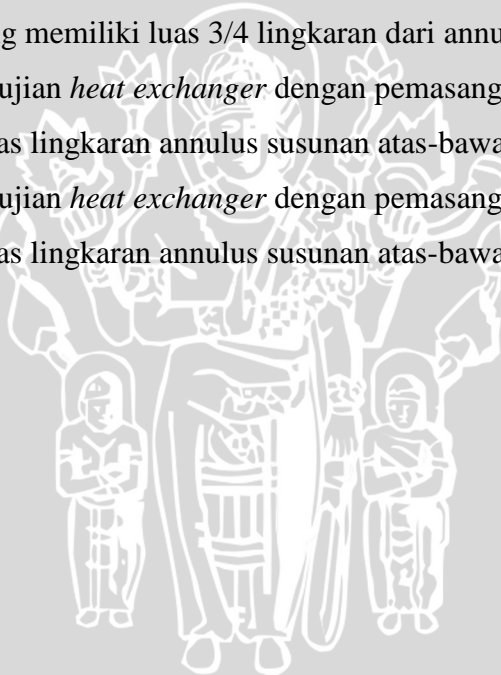 g memiliki luas 3/4 lingkaran dari annu
ujian heat exchanger dengan pemasang
as lingkaran annulus susunan atas-bawa
ujian heat exchanger dengan pemasang
as lingkaran annulus susunan atas-bawa